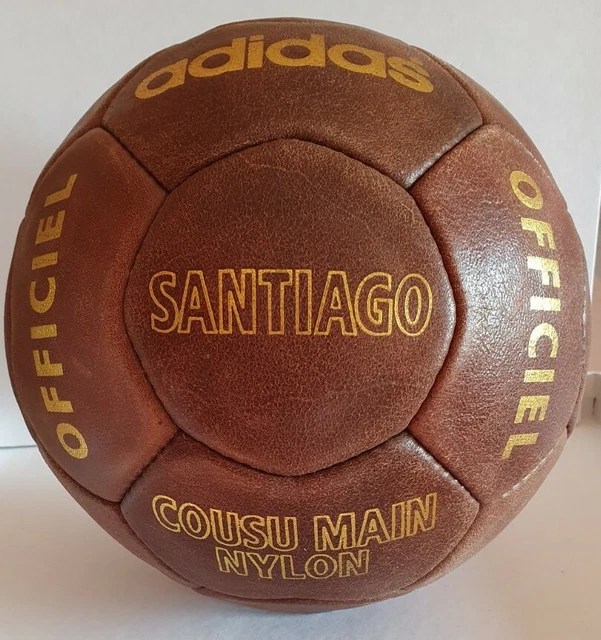 adidas
OFFICIEL
SANTIAGO
OFFICIEL
COUSU MAIN
NYLON